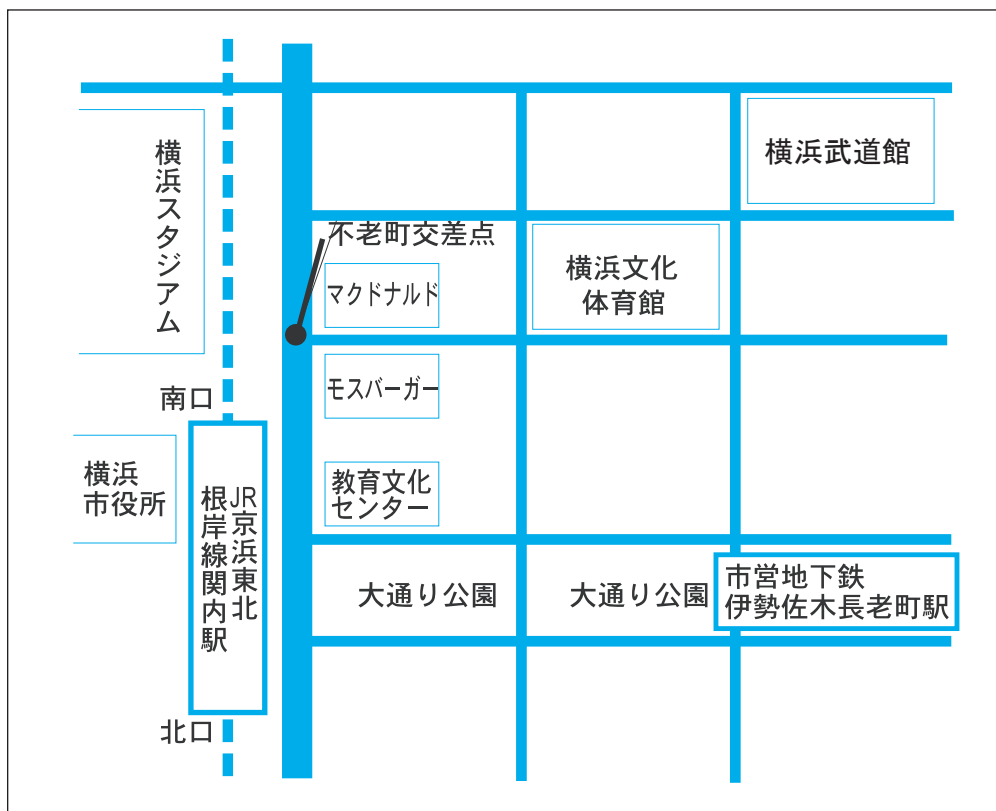 横浜武道館
横浜スタジアム
不老町交差点
横浜文化
体育館
マクドナルド
モスバーガー
南口
横浜
市役所
JR京浜東北
根岸線関内駅
教育文化
センター
大通り公園
大通り公園
市営地下鉄
伊勢佐木長老町駅
北口